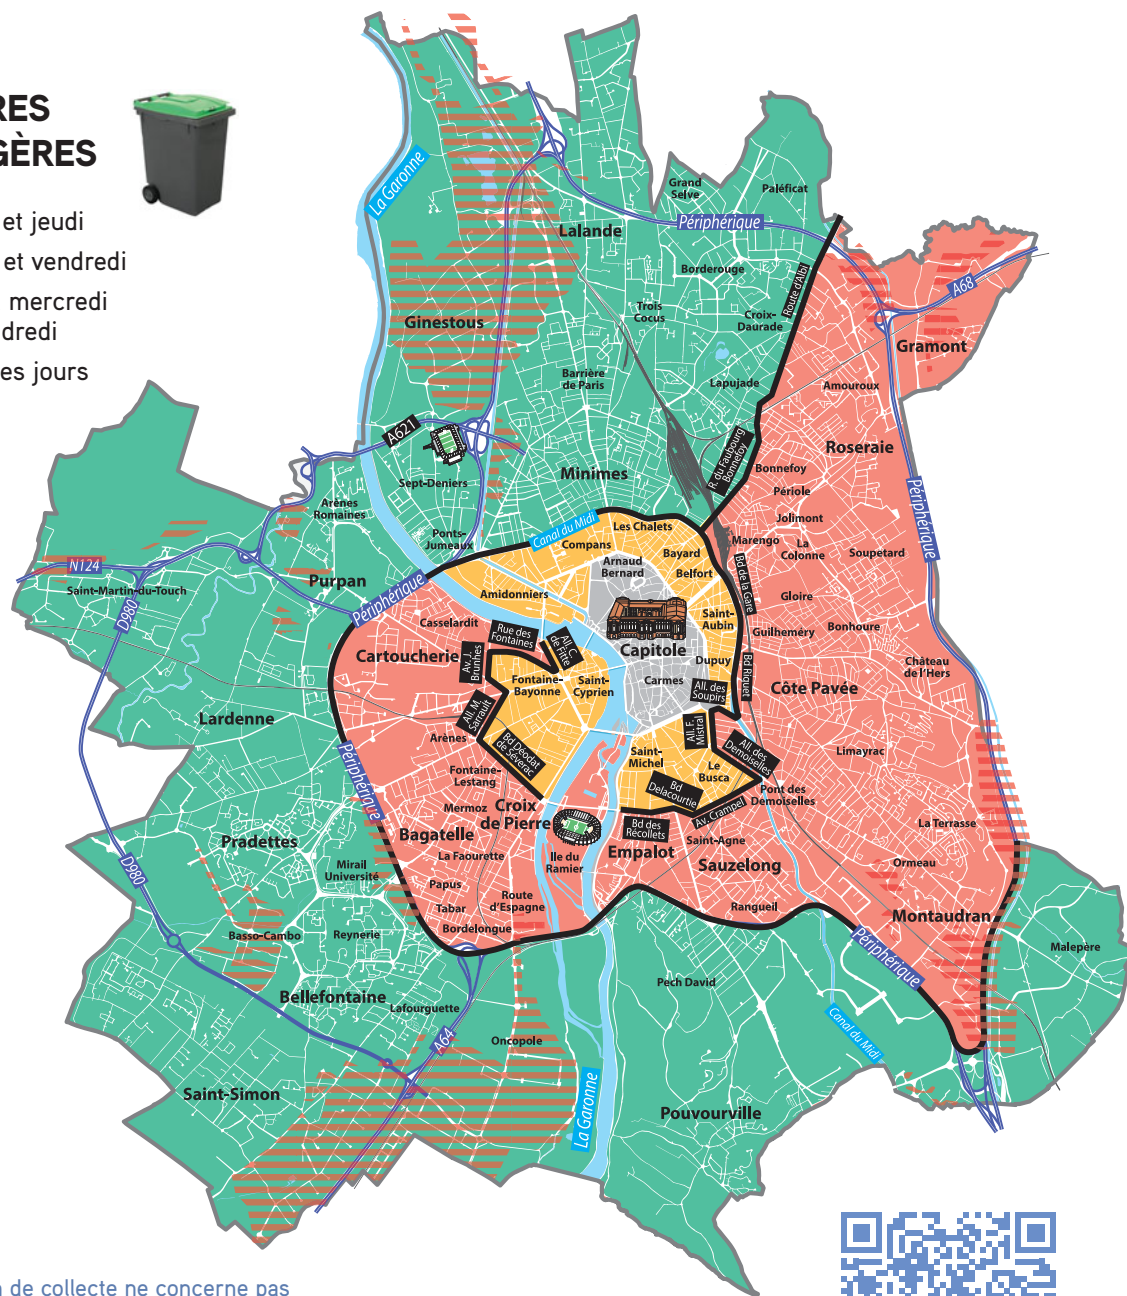 RES
GÈRES
et jeudi
et vendredi
mercredi
dredi
es jours
La Garonne
Grand
Selve
Paléficat
Périphérique
Lalande
Borderouge
Route d'Albi
A68
Trois
Cocus
Croix-
Daurade
Ginestous
Gramont
Barrière
de Paris
Lapujade
Amouroux
A621
R. du Faubourg
Bonnefoy
Roseraie
Minimes
Bonnefoy
Sept-Deniers
Périole
Périphérique
Arènes
Romaines
Les Chalets
Jolimont
Canal du Midi
Ponts-
Jumeaux
Compans
Marengo
La
Colonne
Soupetard
Bayard
Arnaud
Bernard
Belfort
N124
Purpan
Bd de la Gare
Saint-Martin-du-Touch
Périphérique
Amidonniers
Gloire
D980
Saint-
Aubin
Casselardit
Rue des
Fontaines
All. C.
de Fitte
Guilheméry
Bonhoure
Cartoucherie
Av. J.
Brunhes
Capitole
Dupuy
Bd Riquet
Château
de l'Hers
Fontaine-
Bayonne
Saint-
Cyprien
Carmes
All. des
Soupirs
Côte Pavée
Lardenne
All. M.
Sarrault
All. F.
Mistral
Arènes
Bd Déodat
de Séverac
Saint-
Michel
All. des
Demoiselles
Limayrac
Périphérique
Fontaine-
Lestang
Le
Busca
Bd
Delacourtie
Pont des
Demoiselles
Mermoz
Croix
de Pierre
Av. Crampel
La Terrasse
Bagatelle
Bd des
Récollets
Pradettes
Saint-Agne
D980
La Faourette
Ile du
Ramier
Empalot
Sauzelong
Ormeau
Mirail
Université
Papus
Route
d'Espagne
Tabar
Rangueil
Montaudran
Basso-Cambo
Reynerie
Bordelongue
Périphérique
Malepère
Pech David
Bellefontaine
Lafourguette
Canal du Midi
A64
Oncopole
Saint-Simon
La Garonne
Pouvourville
de collecte ne concerne pas